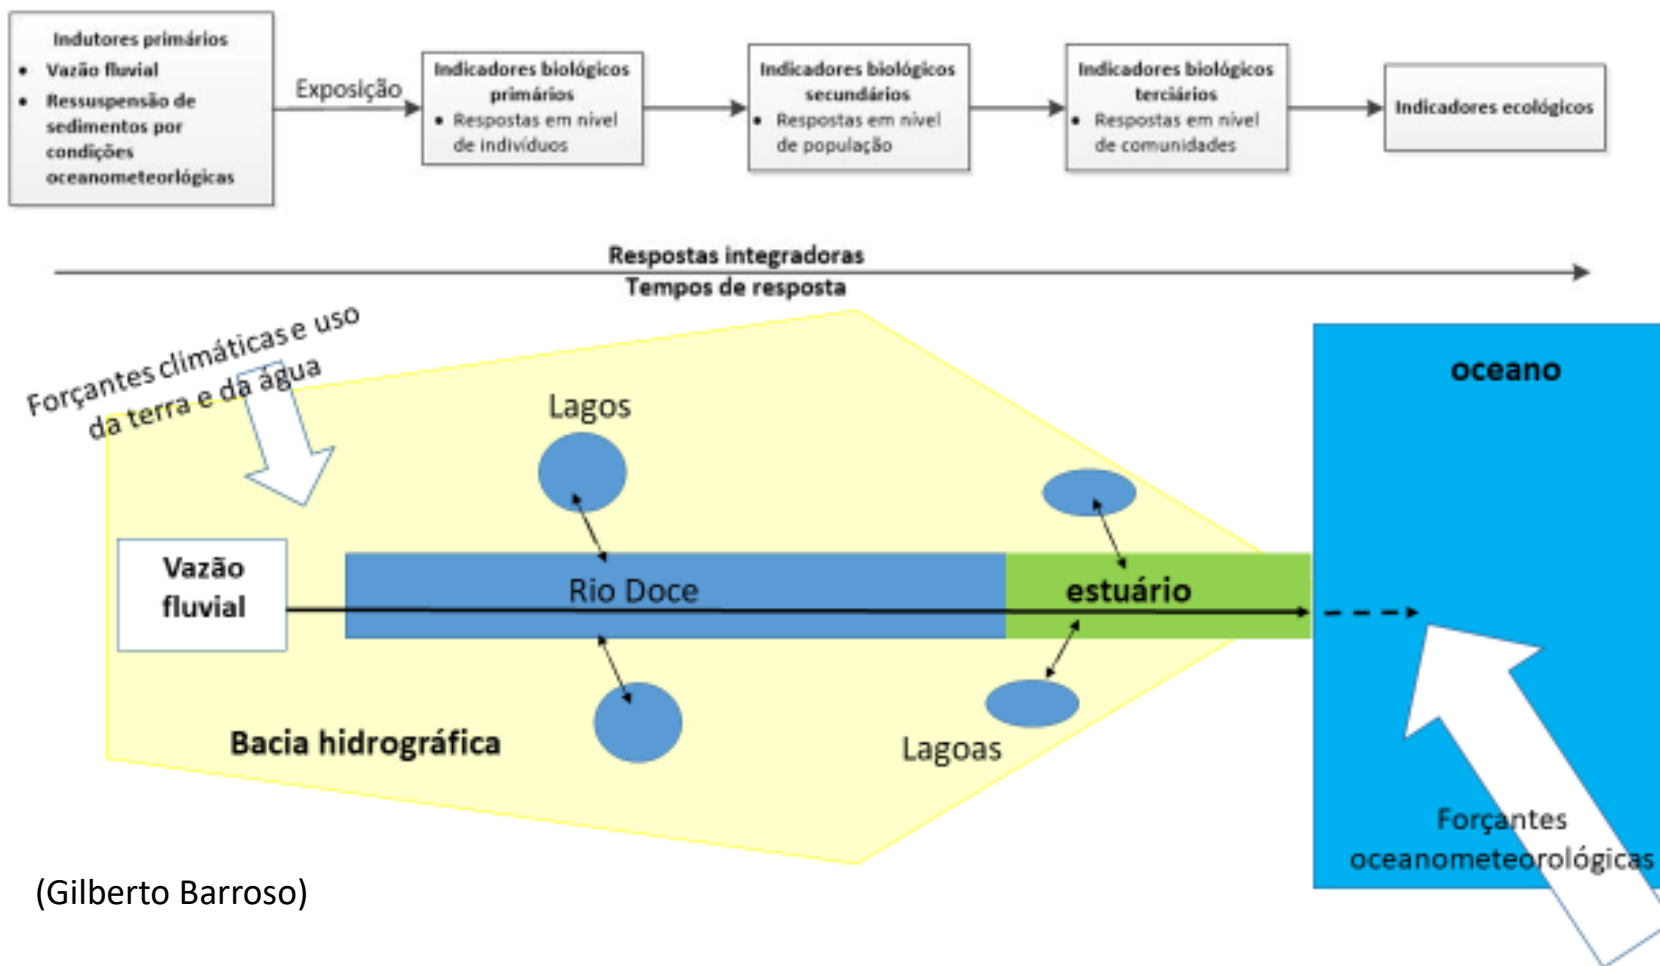 Indutores primários
• Vazão fluvial
• Ressuspensão de
sedimentos por
condições
oceanometeorlógicas
Exposição
Indicadores biológicos
primários
• Respostas em nível
de indivíduos
Indicadores biológicos
secundários
• Respostas em nível
de população
Indicadores biológicos
terciários
• Respostas em nível
de comunidades
Indicadores ecológicos
Respostas integradoras
Tempos de resposta
Forçantes climáticas e uso
da terra e da água
oceano
Lagos
Vazão
fluvial
Rio Doce
estuário
Bacia hidrográfica
Lagoas
Forçantes
oceanometeorológicas
(Gilberto Barroso)